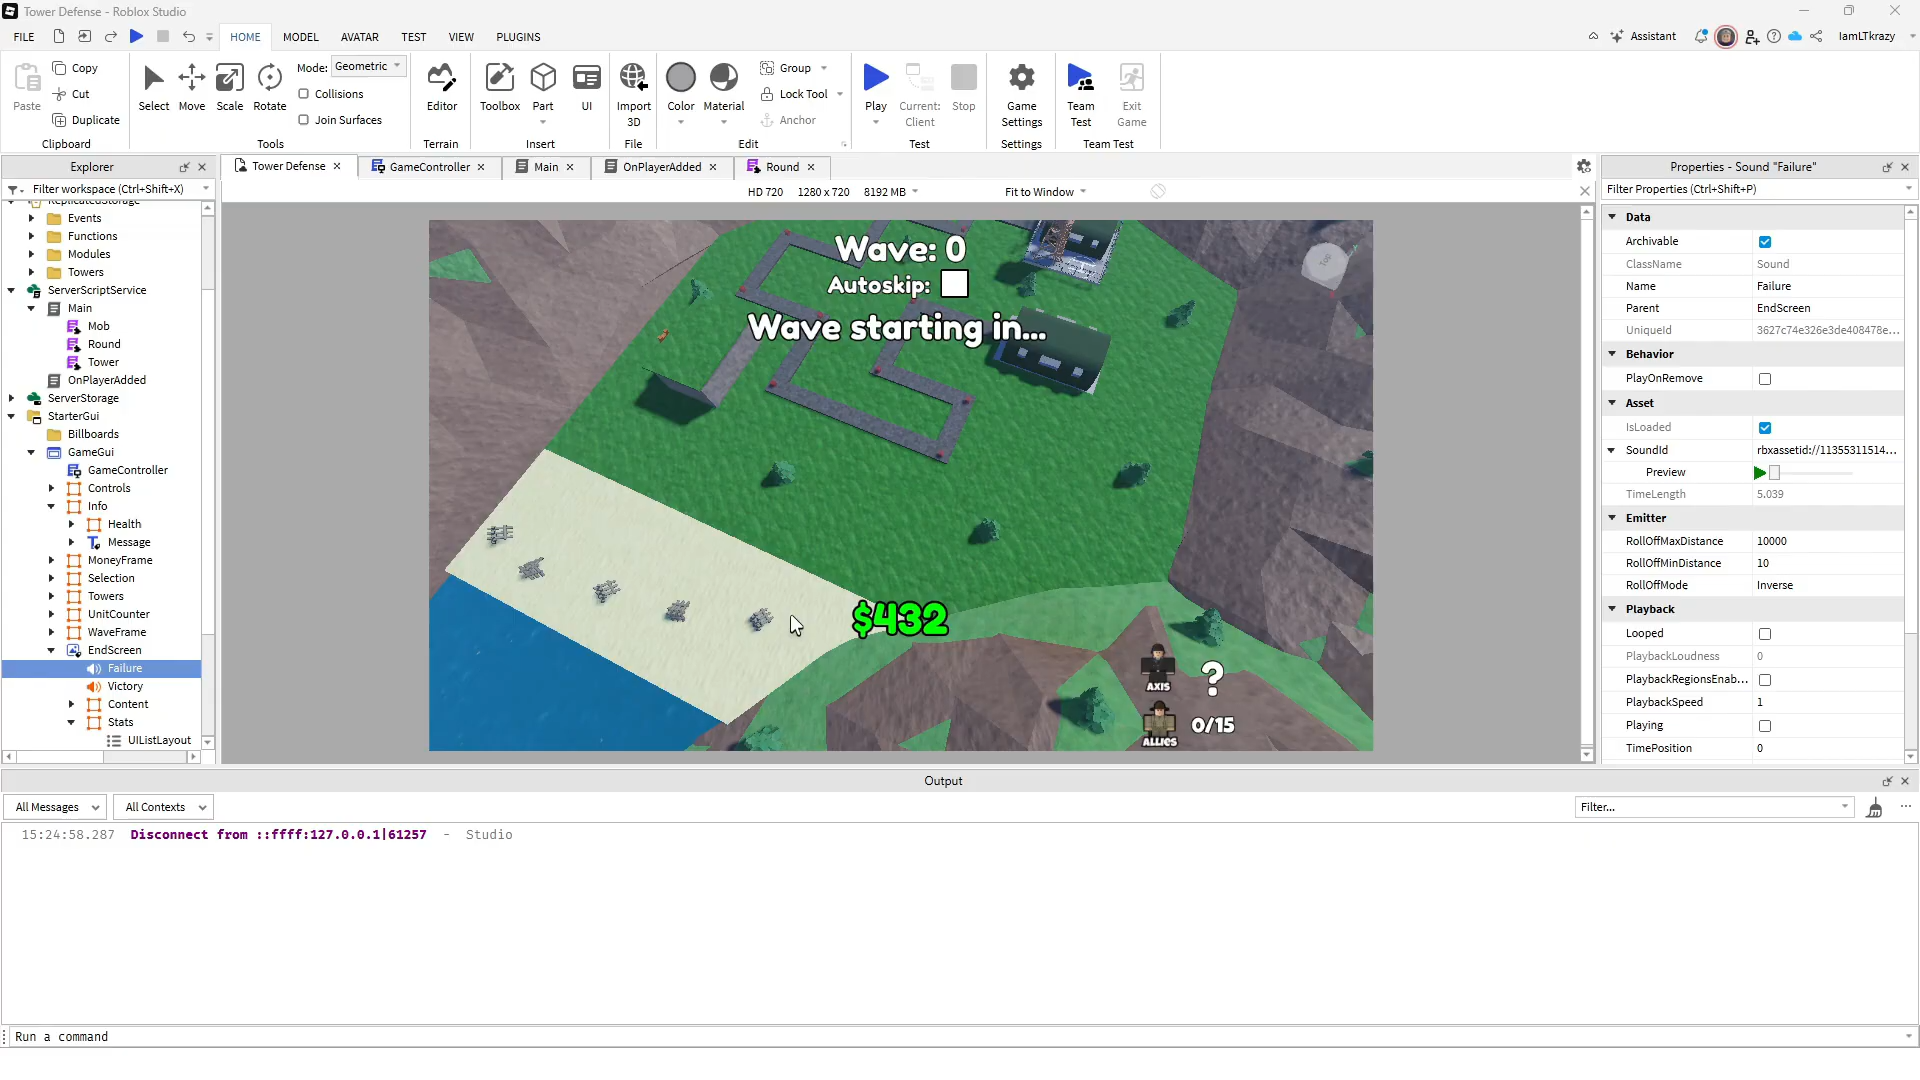 Tower Defense - Roblox Studio
FILE HOME MODEL AVATAR TEST VIEW PLUGINS Assistant IamLTkrazy
Paste Copy Cut Duplicate Clipboard
Select Move Scale Rotate Mode: Geometric Collisions Join Surfaces Tools
Editor Terrain
Toolbox Part UI Insert
Import 3D File
Color Material Group Lock Tool Anchor Edit
Play Current: Client Stop Test
Game Settings Settings
Team Test Exit Game Team Test
Explorer
Filter workspace (Ctrl+Shift+X)
ReplicatedStorage
Events
Functions
Modules
Towers
ServerScriptService
Main
Mob
Round
Tower
OnPlayerAdded
ServerStorage
StarterGui
Billboards
GameGui
GameController
Controls
Info
Health
Message
MoneyFrame
Selection
Towers
UnitCounter
WaveFrame
EndScreen
Failure
Victory
Content
Stats
UIListLayout
Tower Defense GameController Main OnPlayerAdded Round
HD 720 1280 x 720 8192 MB Fit to Window
Wave: 0
Autoskip:
Wave starting in...
Top
$432
AXIS ?
ALLIES 0/15
Properties - Sound "Failure"
Filter Properties (Ctrl+Shift+P)
Data
Archivable
ClassName Sound
Name Failure
Parent EndScreen
UniqueId 3627c74e326e3de408478e...
Behavior
PlayOnRemove
Asset
IsLoaded
SoundId rbxassetid://11355311514...
Preview
TimeLength 5.039
Emitter
RollOffMaxDistance 10000
RollOffMinDistance 10
RollOffMode Inverse
Playback
Looped
PlaybackLoudness 0
PlaybackRegionsEnab...
PlaybackSpeed 1
Playing
TimePosition 0
Output
All Messages All Contexts Filter...
15:24:58.287 Disconnect from ::ffff:127.0.0.1|61257 - Studio
Run a command